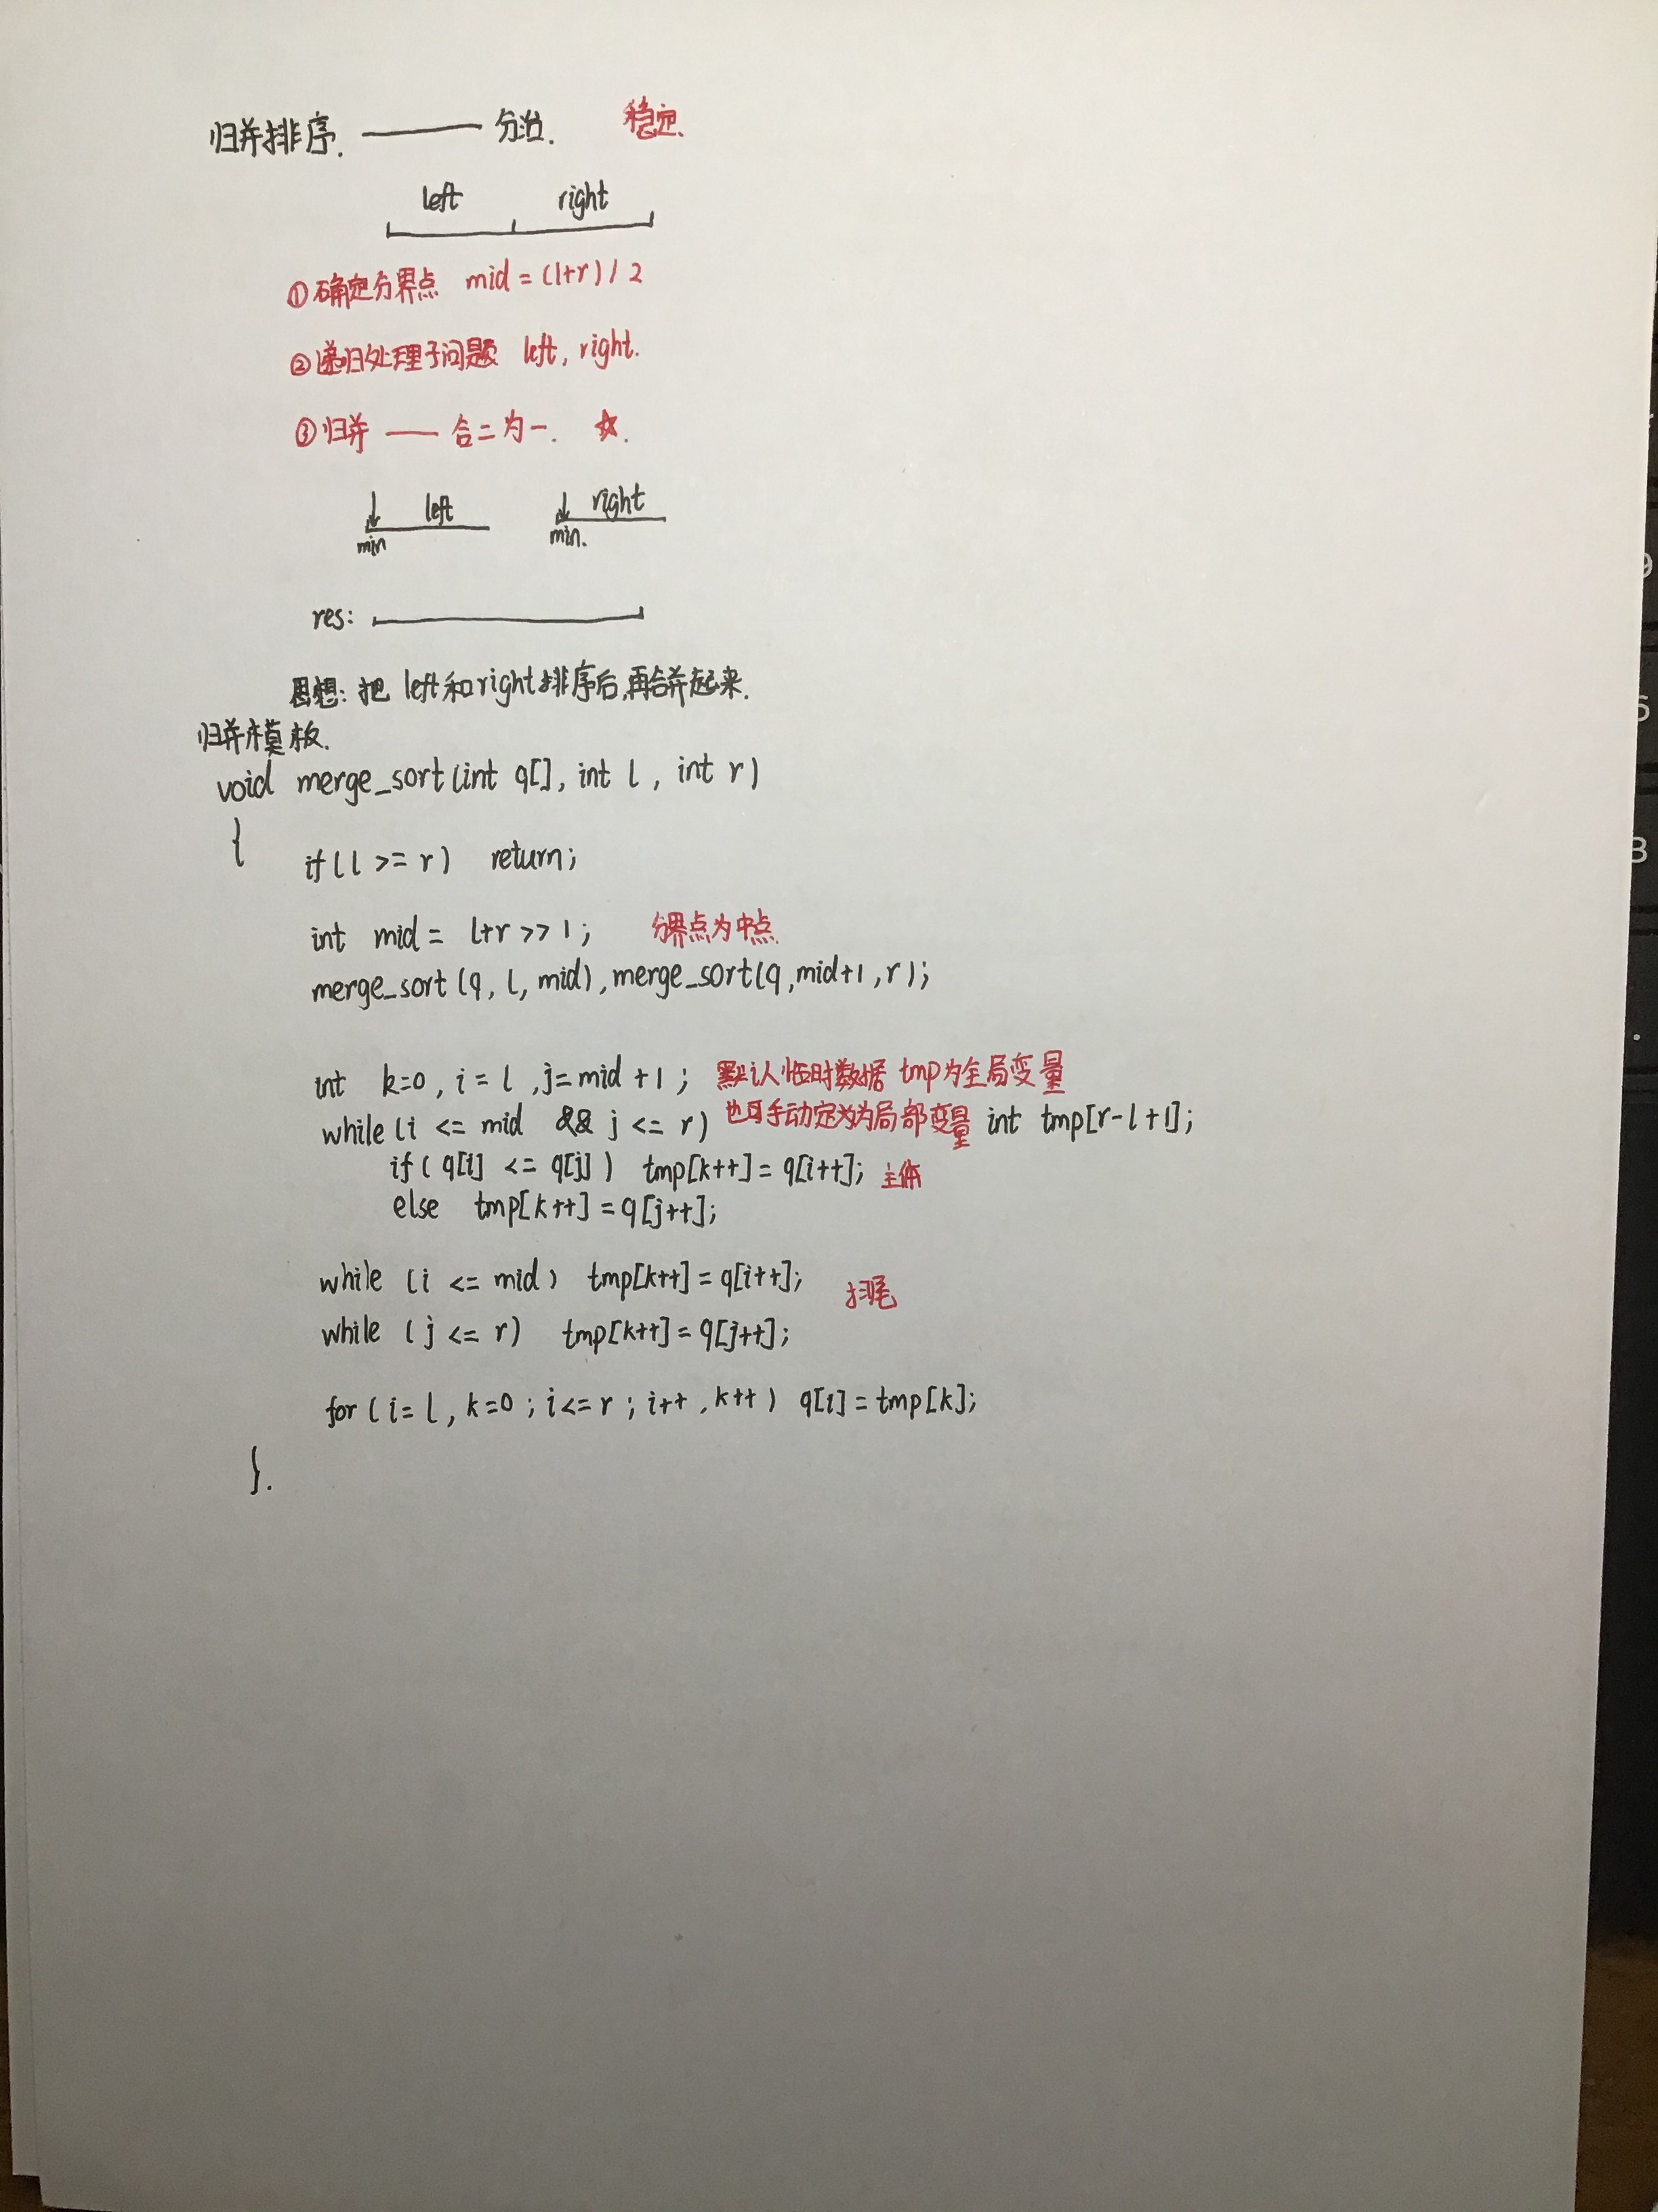 归并排序. —— 分治. 稳定.
left right
①确定分界点 mid = (l+r) / 2
②递归处理子问题 left, right.
③归并 —— 合二为一. ☆.
left right
min min.
res:
思想: 把 left和right排序后,再合并起来.
归并模板.
void merge_sort(int q[], int l, int r)
{
if(l >= r) return;
int mid = l+r >> 1; 分界点为中点
merge_sort(q, l, mid), merge_sort(q, mid+1, r);
int k=0, i = l, j=mid +1; 默认临时数据 tmp为全局变量
while(i <= mid && j <= r) 也可手动定义为局部变量 int tmp[r-l+1];
if( q[i] <= q[j] ) tmp[k++] = q[i++]; 主体
else tmp[k++] = q[j++];
while (i <= mid) tmp[k++] = q[i++]; 扫尾
while (j <= r) tmp[k++] = q[j++];
for (i= l, k=0; i<= r; i++, k++) q[i] = tmp[k];
}.